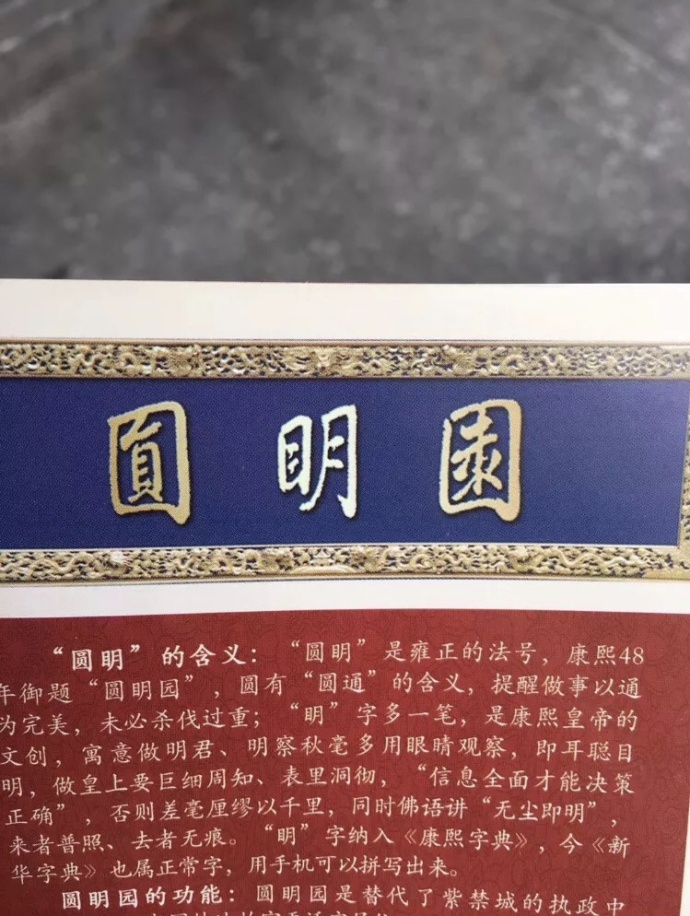 圓眀園
“圆明”的含义：“圆明”是雍正的法号，康熙48
年御题“圆明园”，圆有“圆通”的含义，提醒做事以通
为完美，未必杀伐过重；“眀”字多一笔，是康熙皇帝的
文创，寓意做明君、明察秋毫多用眼睛观察，即耳聪目
明，做皇上要巨细周知、表里洞彻，“信息全面才能决策
正确”，否则差毫厘缪以千里，同时佛语讲“无尘即明”，
来者普照、去者无痕。“眀”字纳入《康熙字典》，今《新
华字典》也属正常字，用手机可以拼写出来。
圆明园的功能：圆明园是替代了紫禁城的执政中